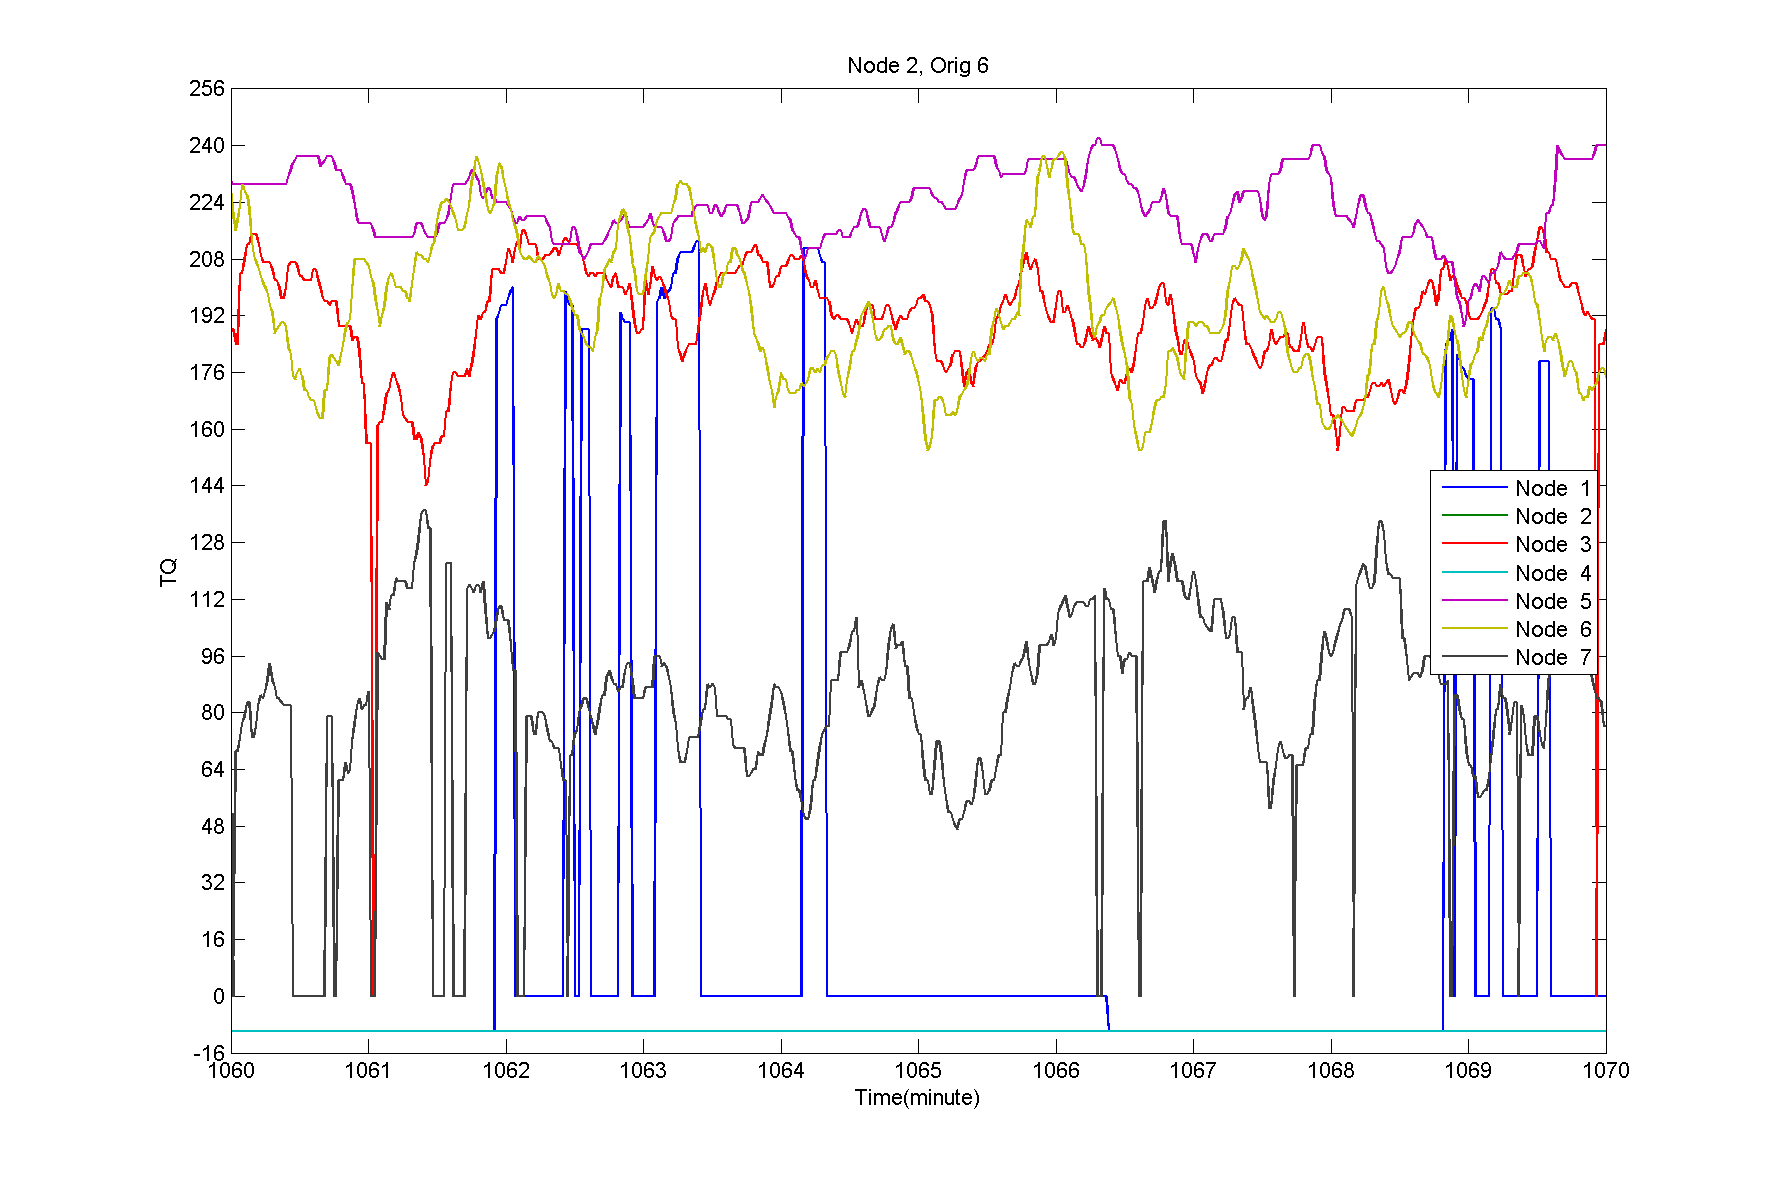 Node 2, Orig 6
256
240
224
208
192
176
160
144
128
112
96
80
64
48
32
16
0
-16
TQ
Node 1
Node 2
Node 3
Node 4
Node 5
Node 6
Node 7
1060 1061 1062 1063 1064 1065 1066 1067 1068 1069 1070
Time(minute)